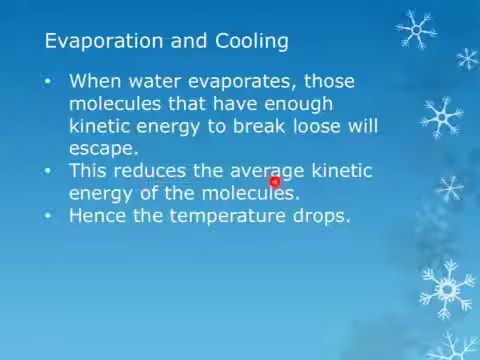 Evaporation and Cooling
• When water evaporates, those
molecules that have enough
kinetic energy to break loose will
escape.
• This reduces the average kinetic
energy of the molecules.
• Hence the temperature drops.